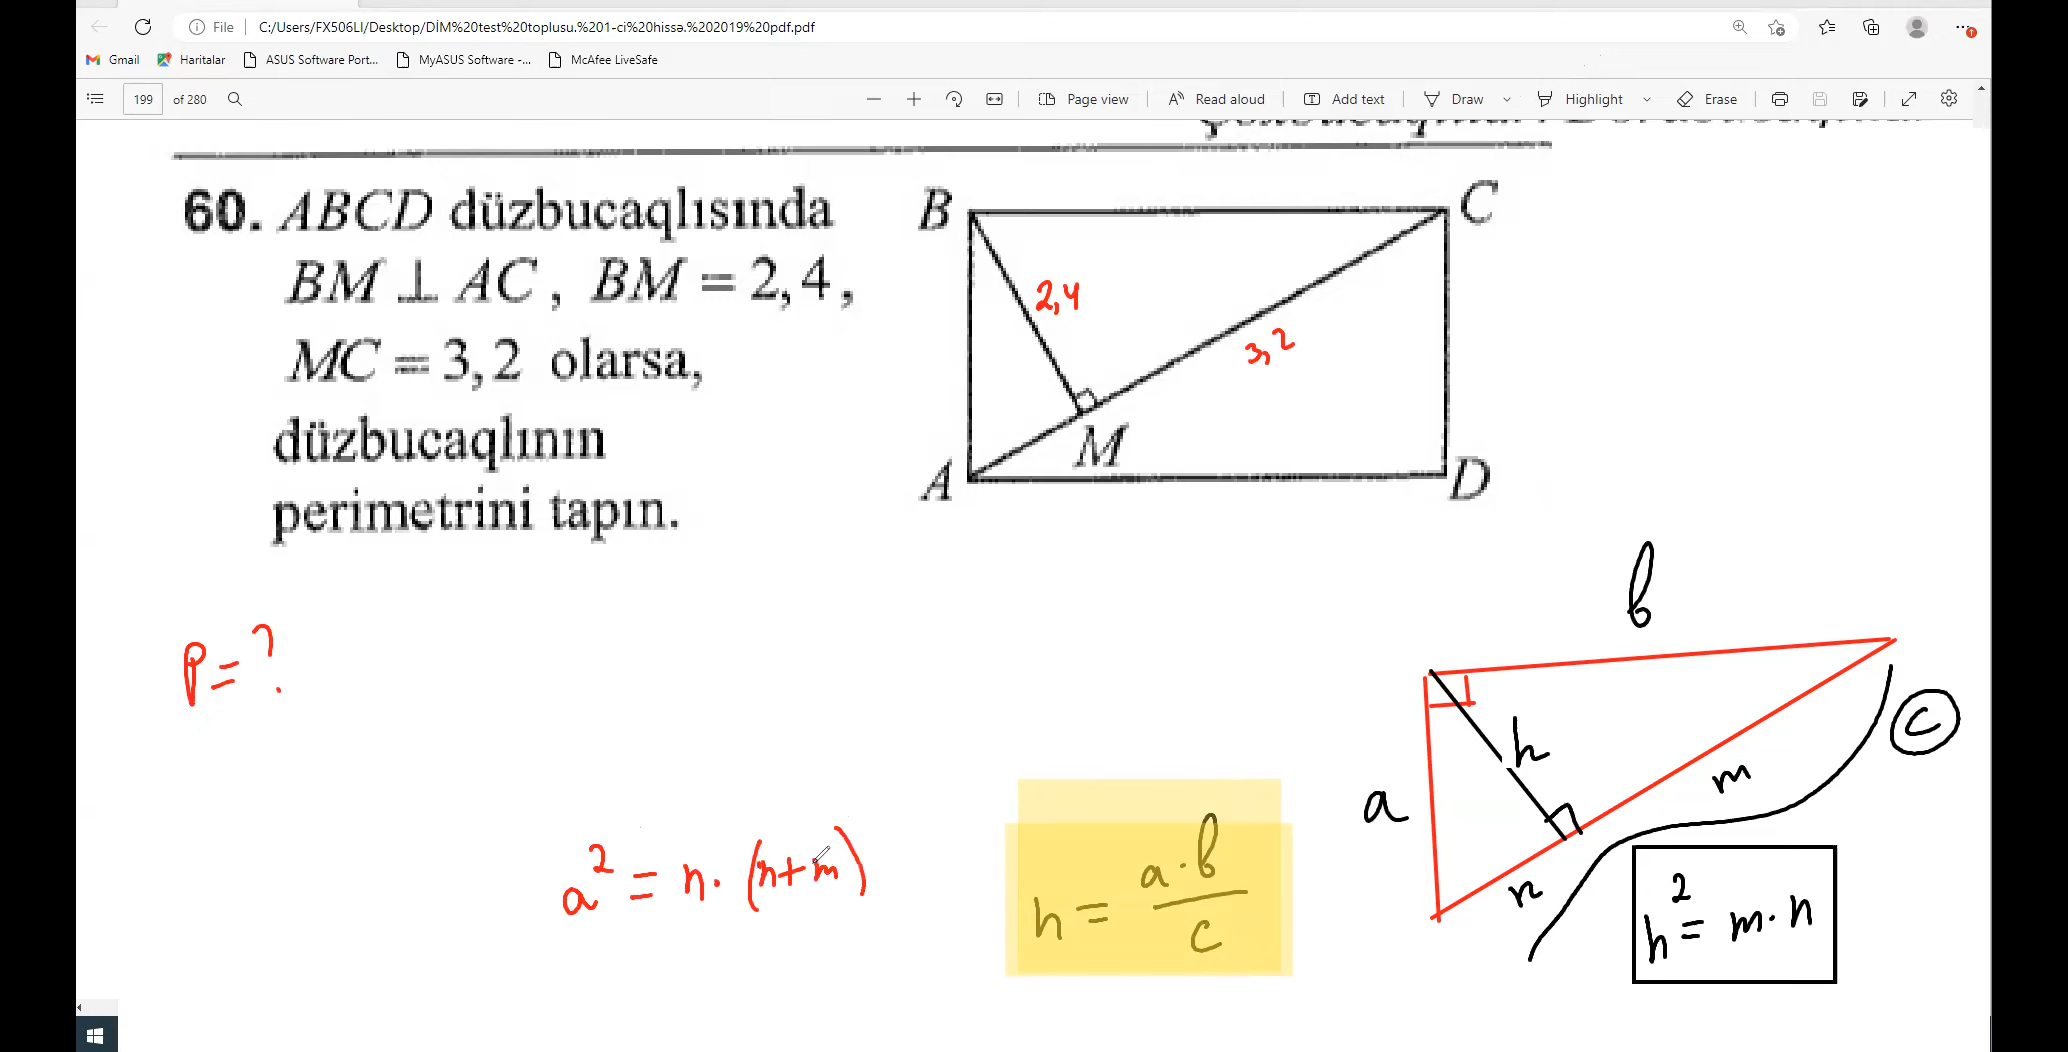 File C:/Users/FX506LI/Desktop/DİM%20test%20toplusu.%201-ci%20hissə.%202019%20pdf.pdf
Gmail Haritalar ASUS Software Port... MyASUS Software -... McAfee LiveSafe
199 of 280 Page view Read aloud Add text Draw Highlight Erase
60. ABCD düzbucaqlısında
BM ⊥ AC, BM = 2,4,
MC = 3,2 olarsa,
düzbucaqlının
perimetrini tapın.
B C
2,4
3,2
M
A D
P = ?
b
a h m c
n
a² = n · (n+m)
h = a·b/c
h² = m · n